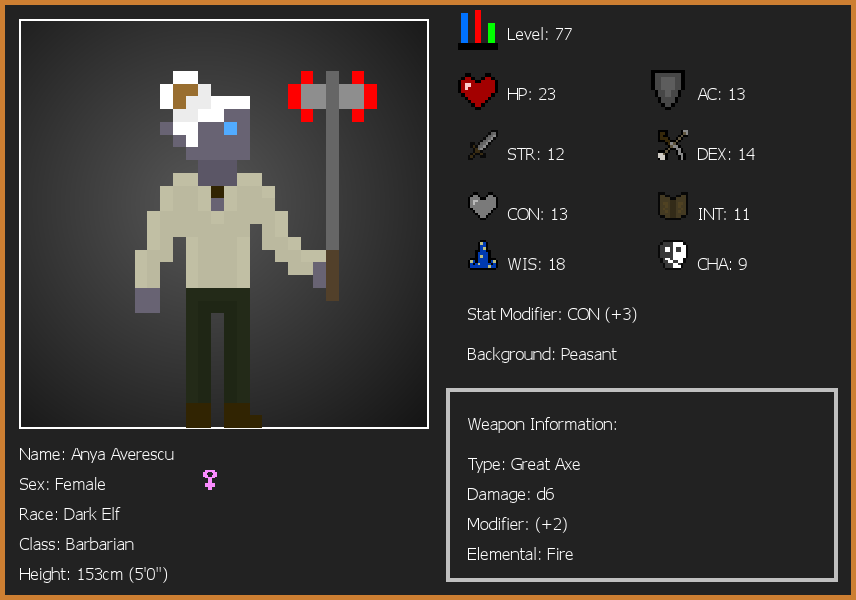 Level: 77
HP: 23
AC: 13
STR: 12
DEX: 14
CON: 13
INT: 11
WIS: 18
CHA: 9
Stat Modifier: CON (+3)
Background: Peasant
Weapon Information:
Type: Great Axe
Damage: d6
Modifier: (+2)
Elemental: Fire
Name: Anya Averescu
Sex: Female
Race: Dark Elf
Class: Barbarian
Height: 153cm (5'0")